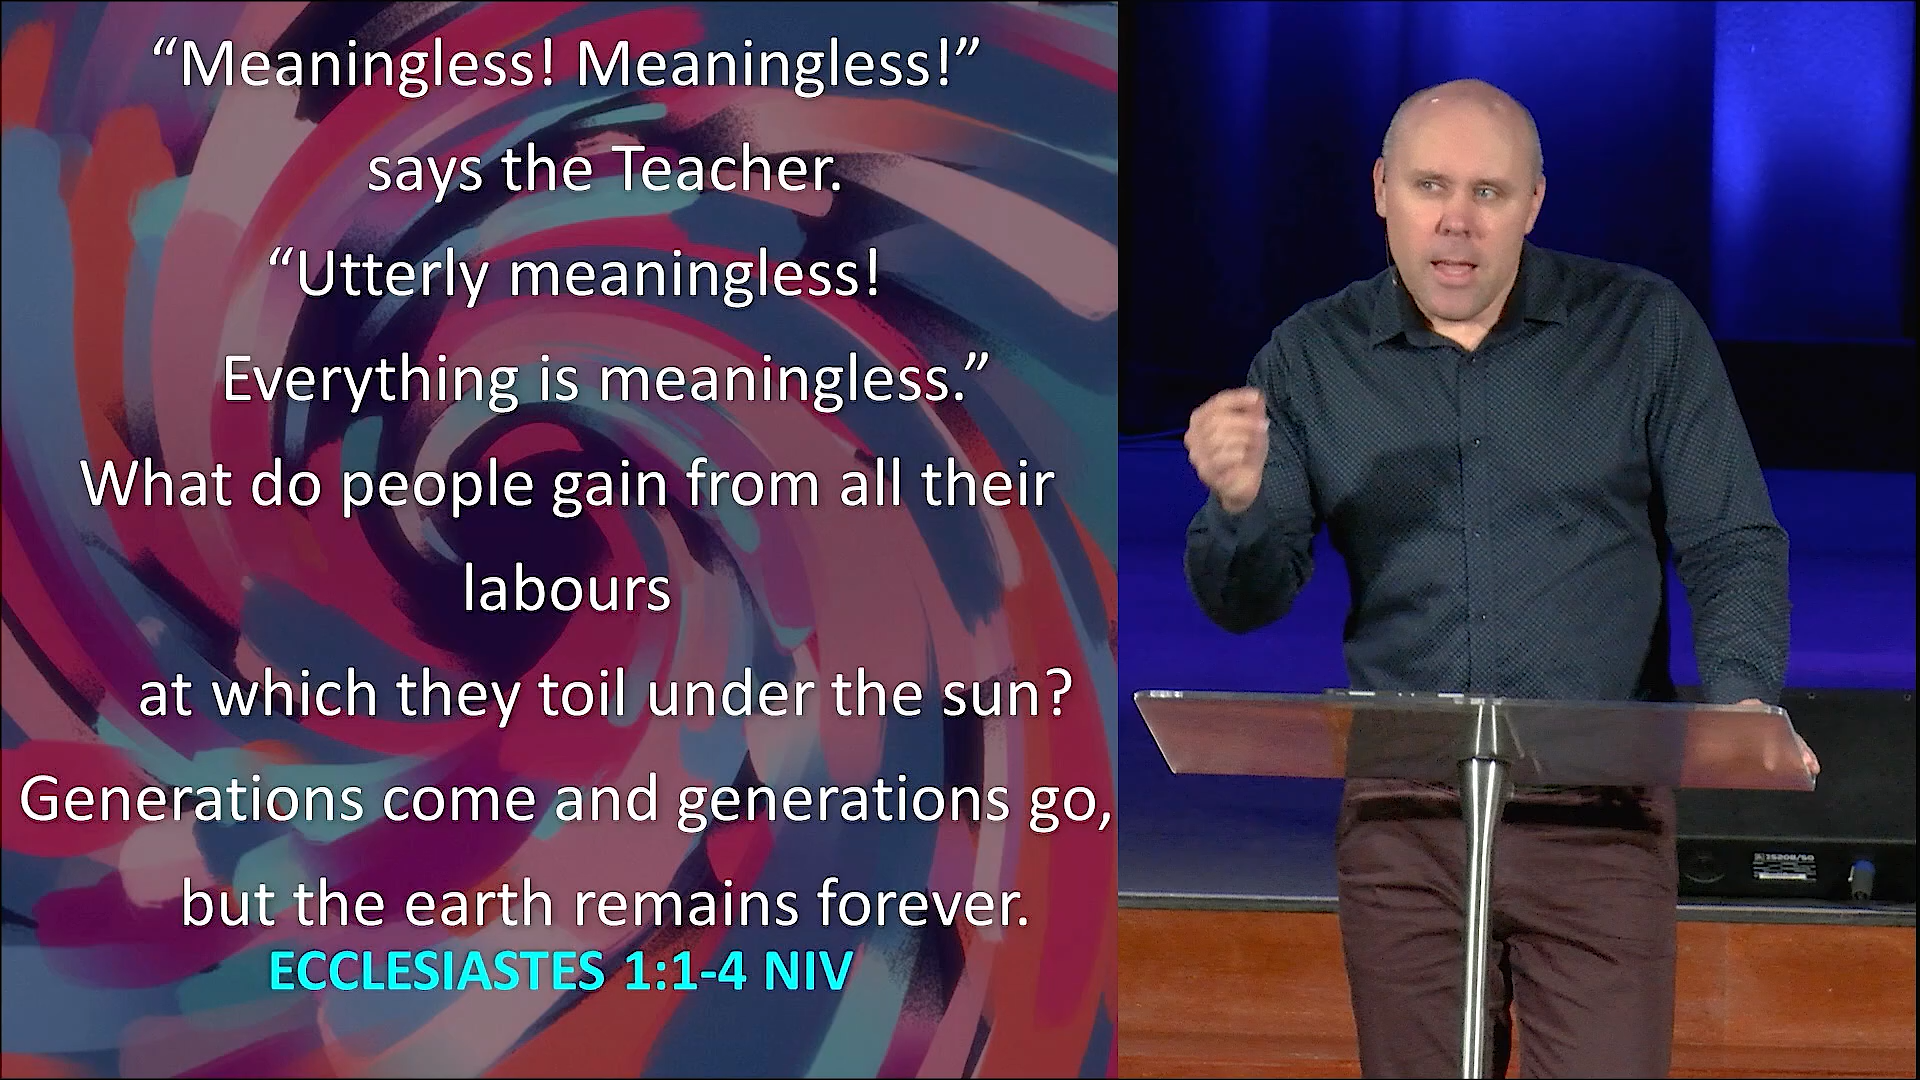 “Meaningless! Meaningless!”
says the Teacher.
“Utterly meaningless!
Everything is meaningless.”
What do people gain from all their
labours
at which they toil under the sun?
Generations come and generations go,
but the earth remains forever.
ECCLESIASTES 1:1-4 NIV